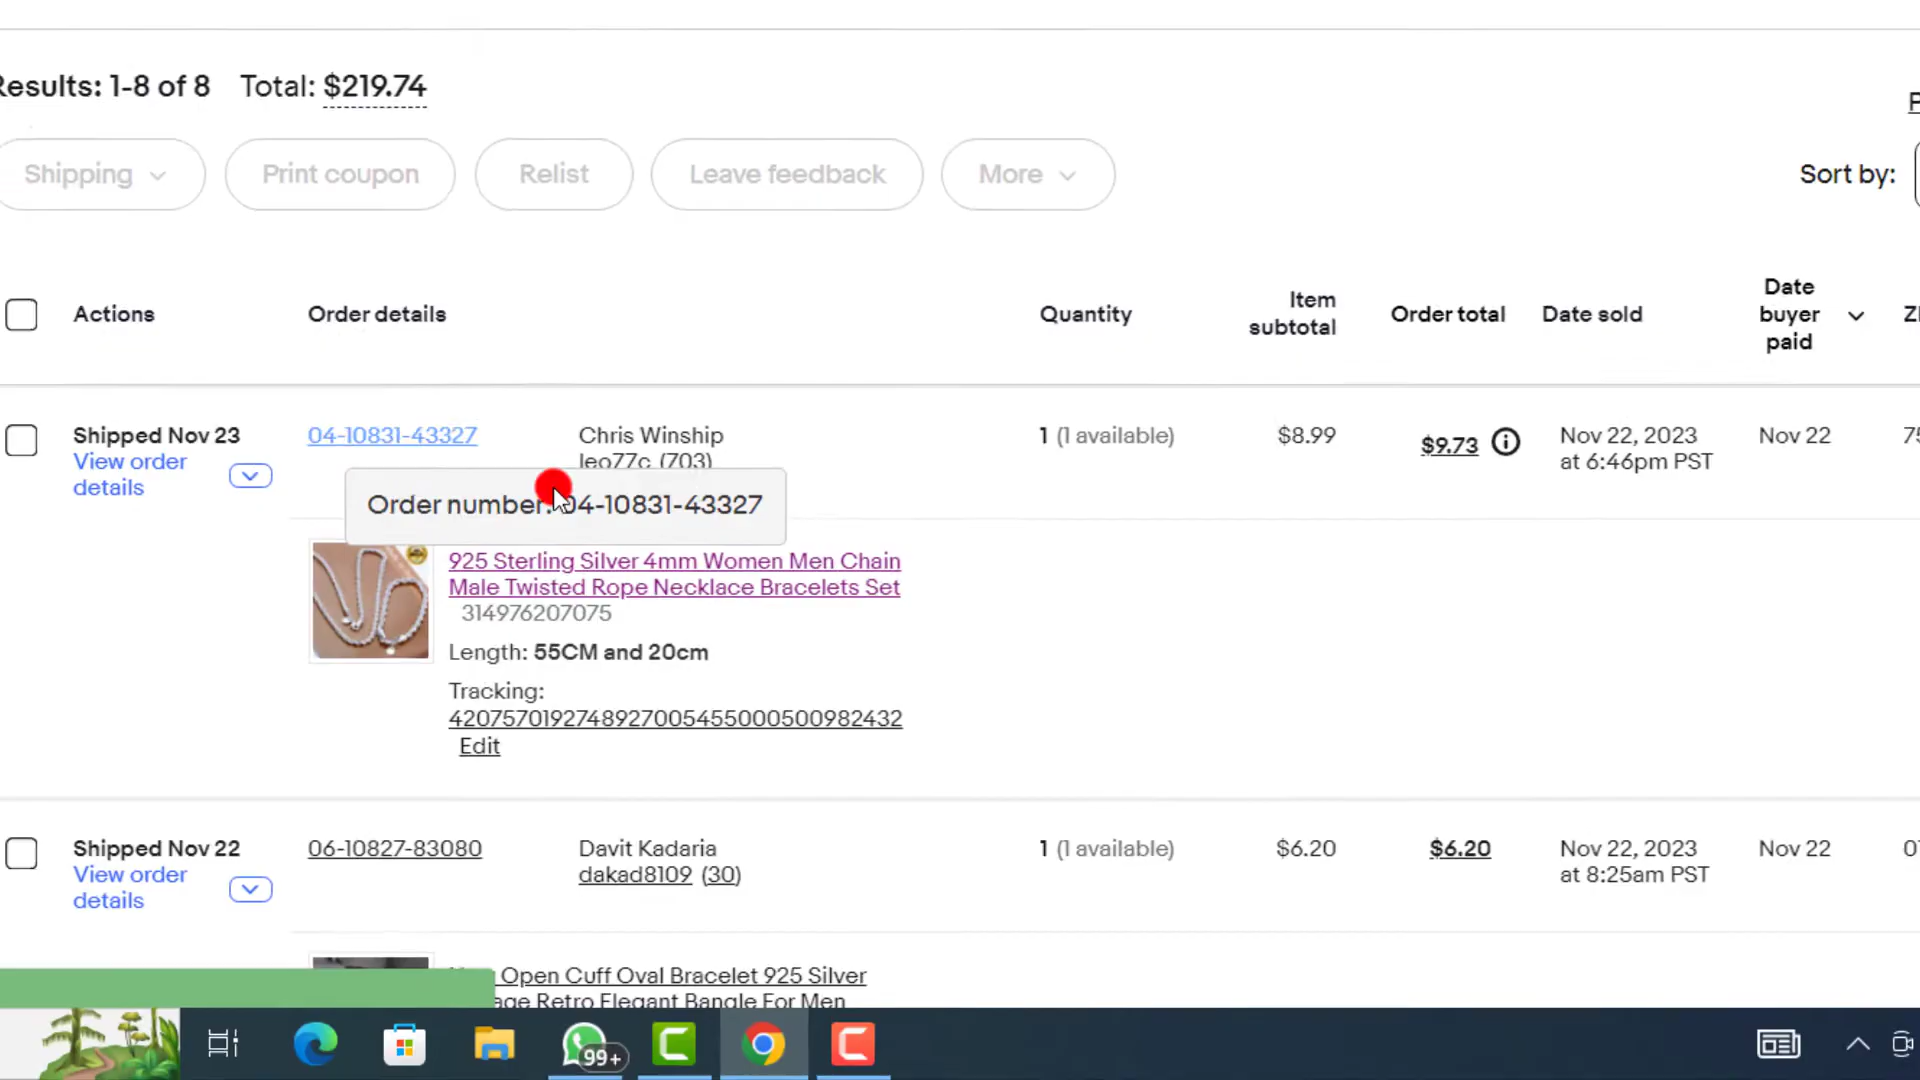 Results: 1-8 of 8 Total: $219.74
Shipping Print coupon Relist Leave feedback More Sort by:
Actions Order details Quantity Item subtotal Order total Date sold Date buyer paid
Shipped Nov 23 04-10831-43327 Chris Winship 1 (1 available) $8.99 $9.73 Nov 22, 2023 Nov 22
View order details leo77c (703) at 6:46pm PST
Order number: 04-10831-43327
925 Sterling Silver 4mm Women Men Chain
Male Twisted Rope Necklace Bracelets Set
314976207075
Length: 55CM and 20cm
Tracking:
420757019274892700545500050098 2432
Edit
Shipped Nov 22 06-10827-83080 Davit Kadaria 1 (1 available) $6.20 $6.20 Nov 22, 2023 Nov 22
View order details dakad8109 (30) at 8:25am PST
Open Cuff Oval Bracelet 925 Silver
Retro Elegant Bangle For Men
99+